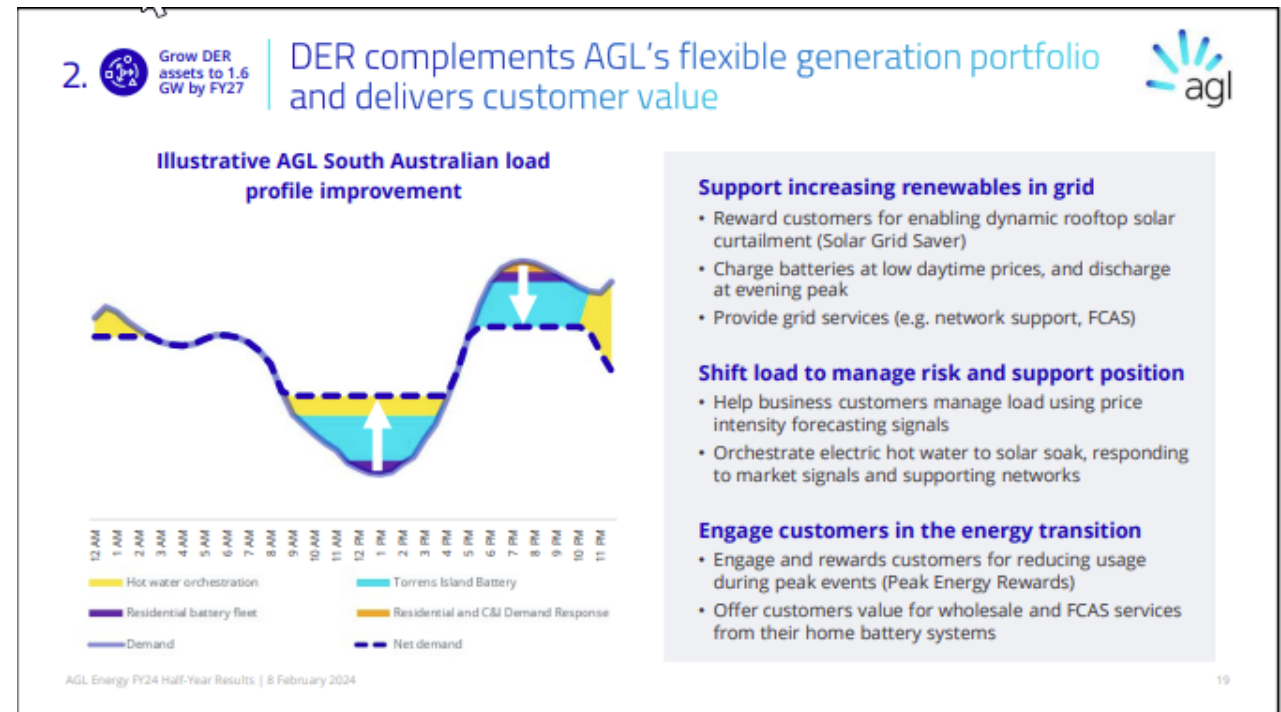 2.
Grow DER
assets to 1.6
GW by FY27
DER complements AGL's flexible generation portfolio
and delivers customer value
agl
Illustrative AGL South Australian load
profile improvement
12 AM
1 AM
2 AM
3 AM
4 AM
5 AM
6 AM
7 AM
8 AM
9 AM
10 AM
11 AM
12 PM
1 PM
2 PM
3 PM
4 PM
5 PM
6 PM
7 PM
8 PM
9 PM
10 PM
11 PM
Hot water orchestration
Torrens Island Battery
Residential battery fleet
Residential and C&I Demand Response
Demand
Net demand
Support increasing renewables in grid
• Reward customers for enabling dynamic rooftop solar
curtailment (Solar Grid Saver)
• Charge batteries at low daytime prices, and discharge
at evening peak
• Provide grid services (e.g. network support, FCAS)
Shift load to manage risk and support position
• Help business customers manage load using price
intensity forecasting signals
• Orchestrate electric hot water to solar soak, responding
to market signals and supporting networks
Engage customers in the energy transition
• Engage and rewards customers for reducing usage
during peak events (Peak Energy Rewards)
• Offer customers value for wholesale and FCAS services
from their home battery systems
AGL Energy FY24 Half-Year Results | 8 February 2024
19